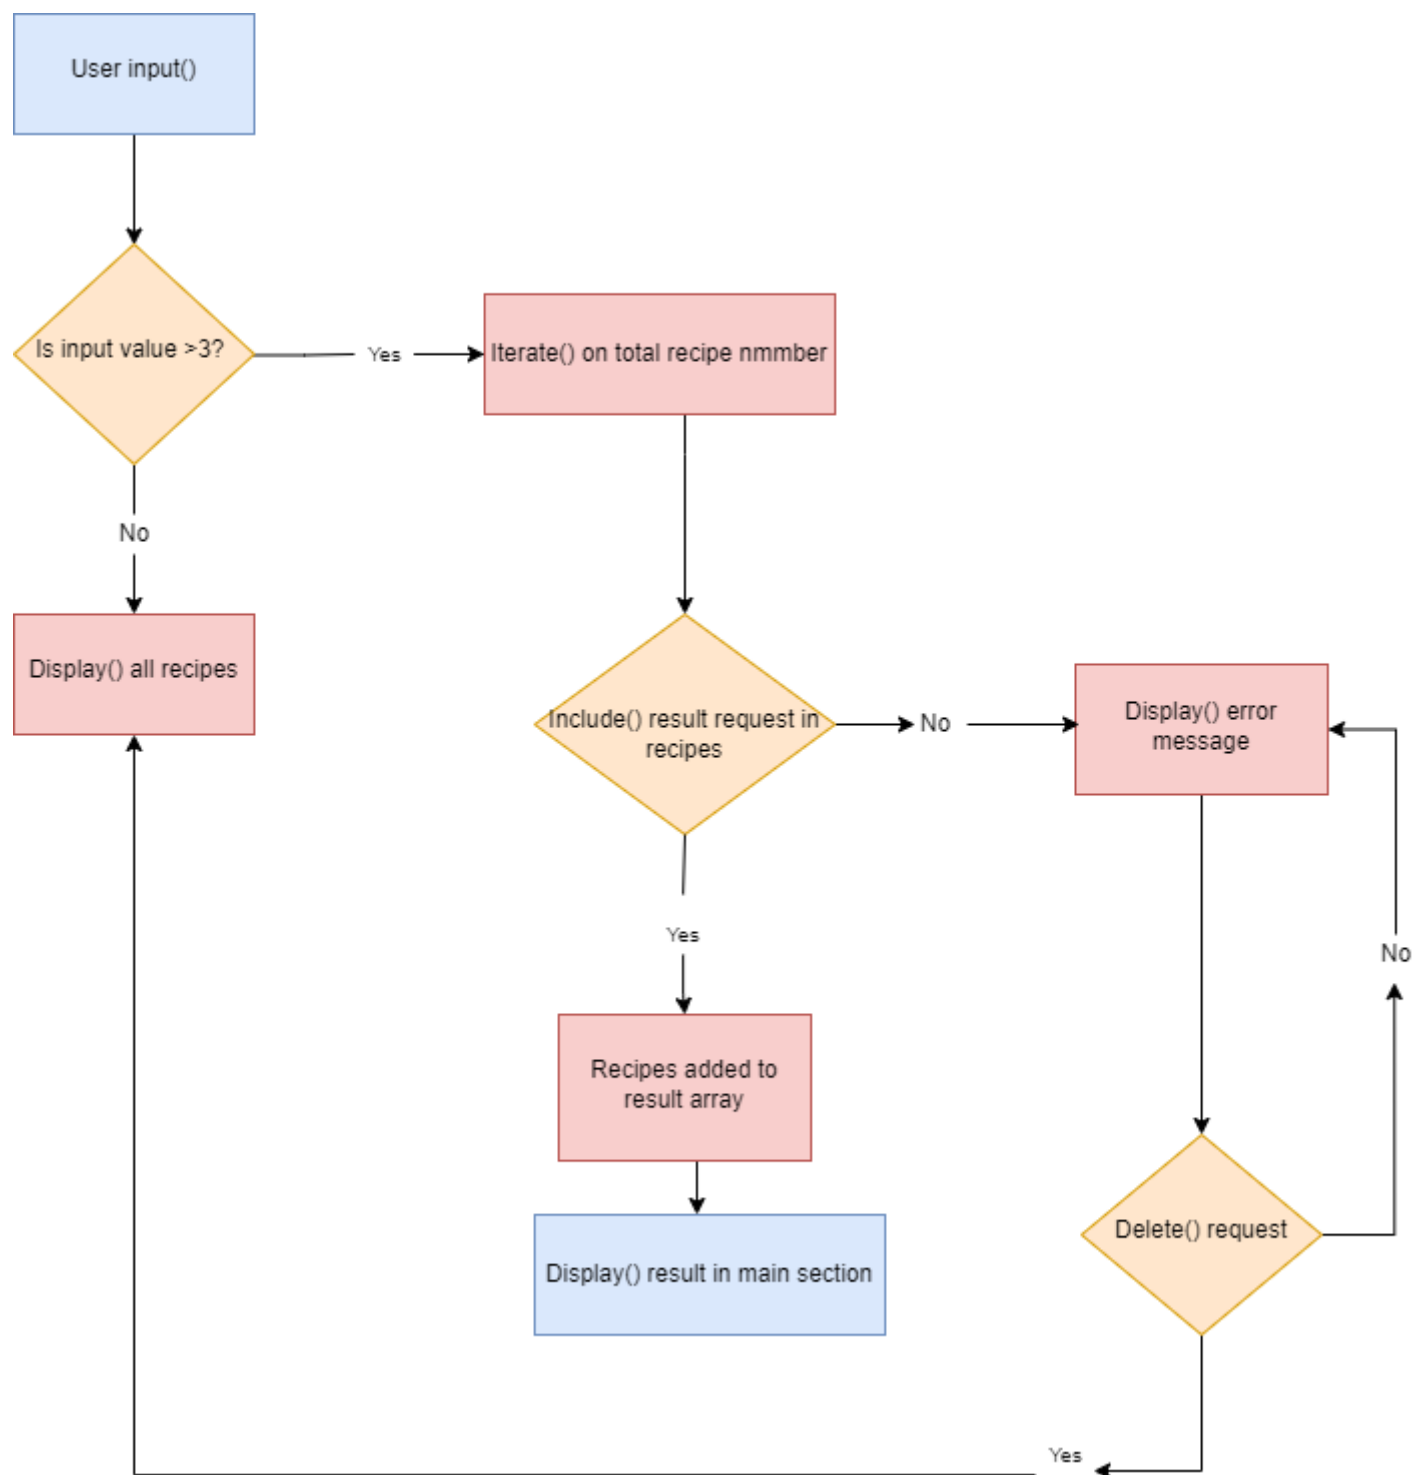 User input()
Is input value >3?
Yes
Iterate() on total recipe nmmber
No
Display() all recipes
Include() result request in
recipes
No
Display() error
message
Yes
No
Recipes added to
result array
Delete() request
Display() result in main section
Yes